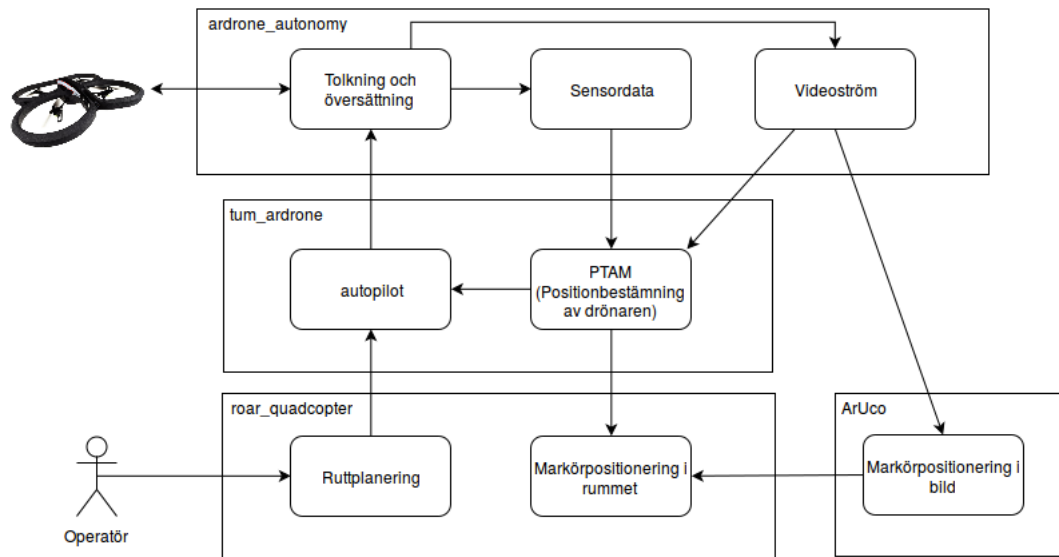 ardrone_autonomy
Tolkning och
översättning
Sensordata
Videoström
tum_ardrone
autopilot
PTAM
(Positionbestämning
av drönaren)
roar_quadcopter
Ruttplanering
Markörpositionering i
rummet
ArUco
Markörpositionering i
bild
Operatör